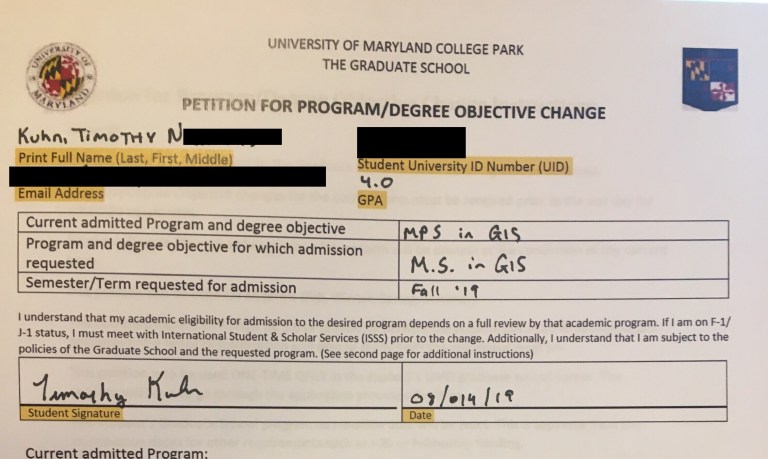 UNIVERSITY OF MARYLAND COLLEGE PARK
THE GRADUATE SCHOOL
UNIVERSITY OF MARYLAND
PETITION FOR PROGRAM/DEGREE OBJECTIVE CHANGE
Kuhn, Timothy N
Print Full Name (Last, First, Middle)
Student University ID Number (UID)
4.0
Email Address
GPA
Current admitted Program and degree objective MPS in GIS
Program and degree objective for which admission requested M.S. in GIS
Semester/Term requested for admission Fall '19
I understand that my academic eligibility for admission to the desired program depends on a full review by that academic program. If I am on F-1/
J-1 status, I must meet with International Student & Scholar Services (ISSS) prior to the change. Additionally, I understand that I am subject to the
policies of the Graduate School and the requested program. (See second page for additional instructions)
Timothy Kuhn
Student Signature
Date
Current admitted Program: